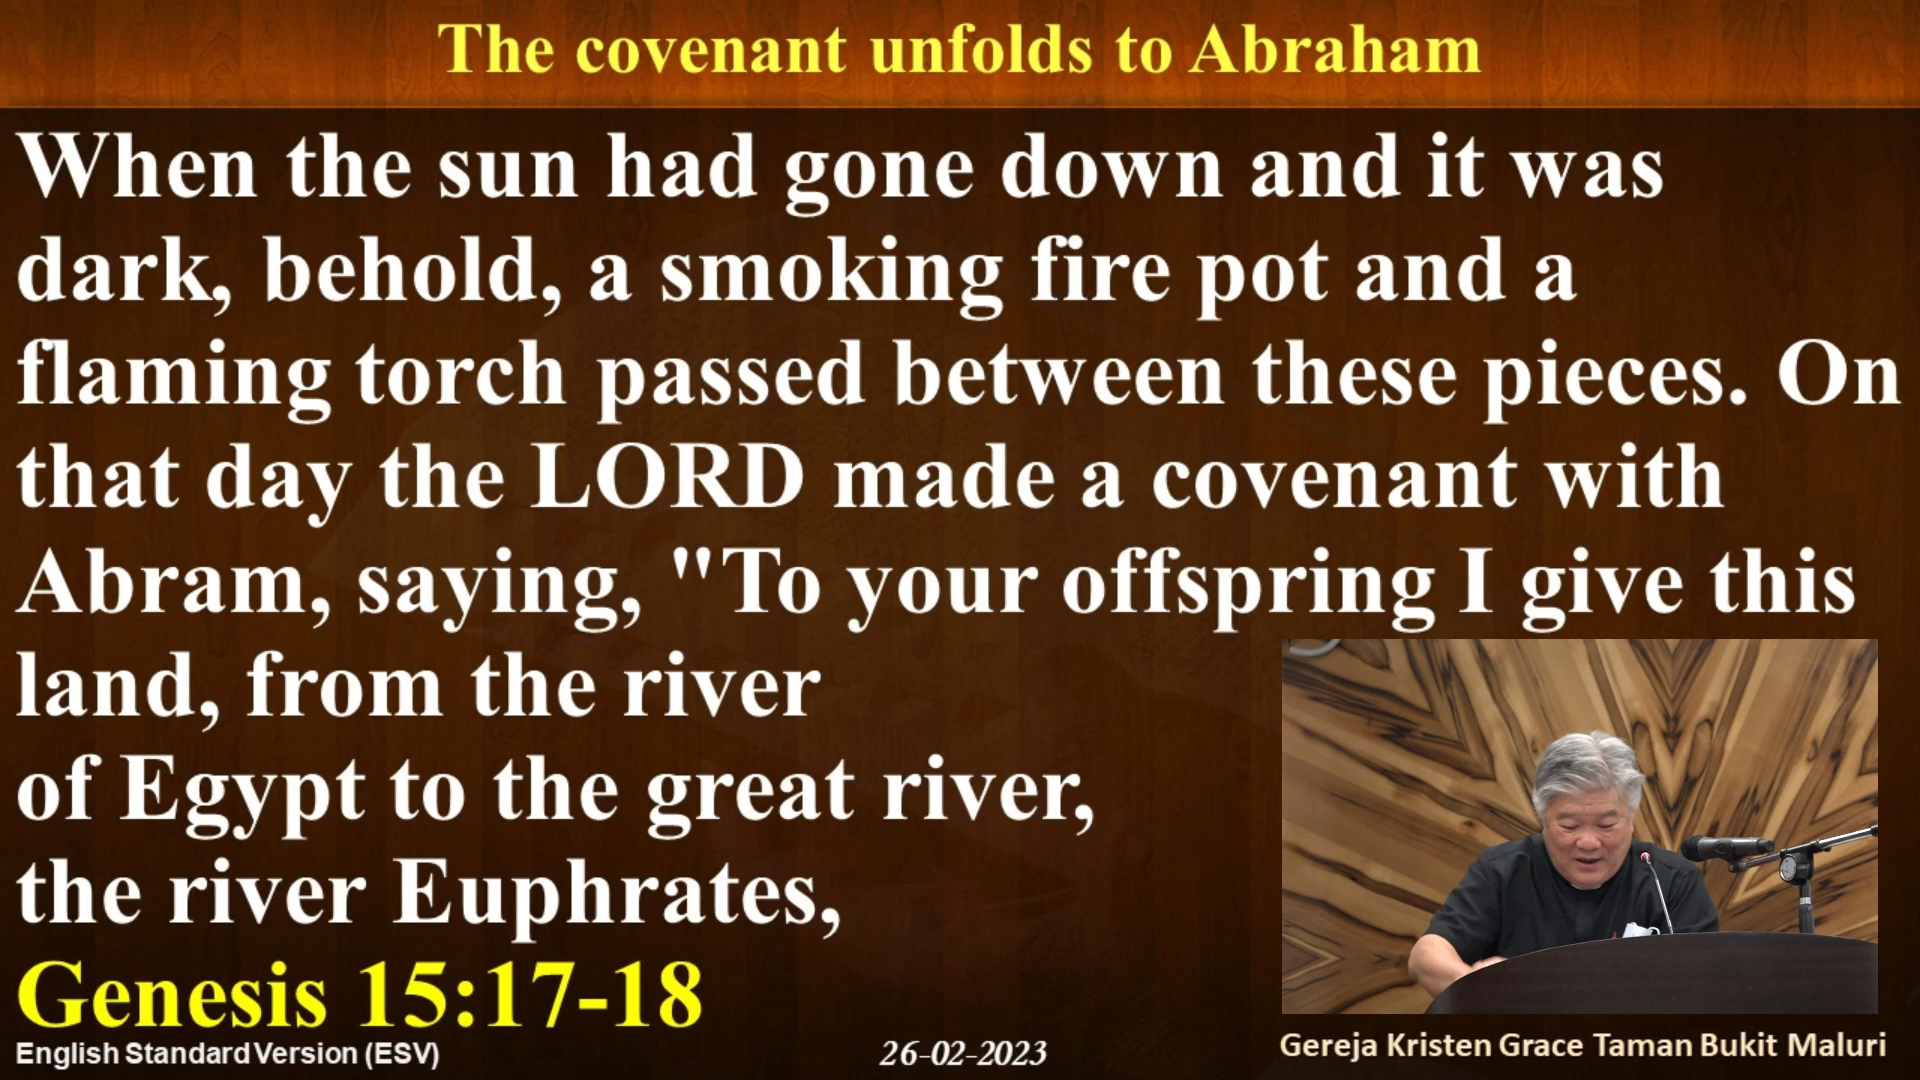 The covenant unfolds to Abraham
When the sun had gone down and it was
dark, behold, a smoking fire pot and a
flaming torch passed between these pieces. On
that day the LORD made a covenant with
Abram, saying, "To your offspring I give this
land, from the river
of Egypt to the great river,
the river Euphrates,
Genesis 15:17-18
English Standard Version (ESV)
26-02-2023
Gereja Kristen Grace Taman Bukit Maluri